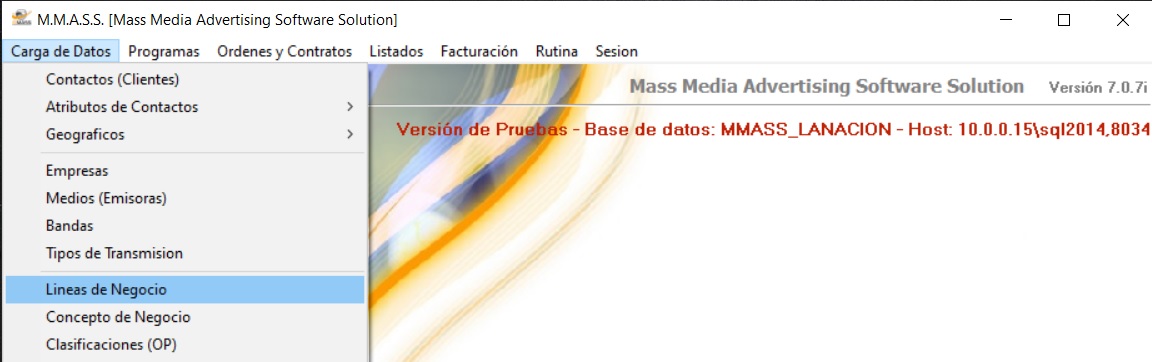 M.M.A.S.S. [Mass Media Advertising Software Solution]
Carga de Datos Programas Ordenes y Contratos Listados Facturación Rutina Sesion
Contactos (Clientes)
Atributos de Contactos
Geograficos
Empresas
Medios (Emisoras)
Bandas
Tipos de Transmision
Lineas de Negocio
Concepto de Negocio
Clasificaciones (OP)
Mass Media Advertising Software Solution Versión 7.0.7i
Versión de Pruebas - Base de datos: MMASS_LANACION - Host: 10.0.0.15\sql2014,8034